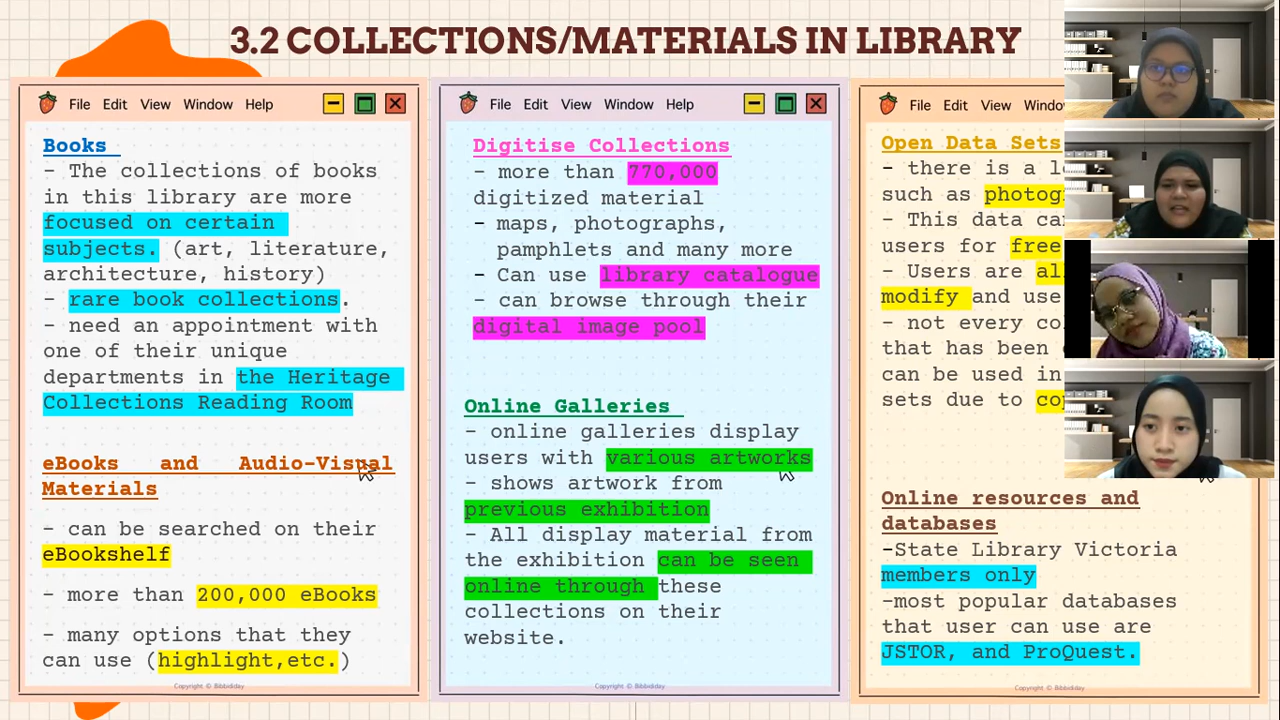 3.2 COLLECTIONS/MATERIALS IN LIBRARY
File Edit View Window Help
Books
- The collections of books
in this library are more
focused on certain
subjects. (art, literature,
architecture, history)
- rare book collections.
- need an appointment with
one of their unique
departments in the Heritage
Collections Reading Room
eBooks and Audio-Visual
Materials
- can be searched on their
eBookshelf
- more than 200,000 eBooks
- many options that they
can use (highlight,etc.)
Copyright © Bibbididay
File Edit View Window Help
Digitise Collections
- more than 770,000
digitized material
- maps, photographs,
pamphlets and many more
- Can use library catalogue
- can browse through their
digital image pool
Online Galleries
- online galleries display
users with various artworks
- shows artwork from
previous exhibition
- All display material from
the exhibition can be seen
online through these
collections on their
website.
Copyright © Bibbididay
File Edit View
Open Data Sets
- there is a
such as
- This data
users for free
- Users are
modify and use
- not every
that has been
can be used in
sets due to
Online resources and
databases
-State Library Victoria
members only
-most popular databases
that user can use are
JSTOR, and ProQuest.
Copyright © Bibbididay